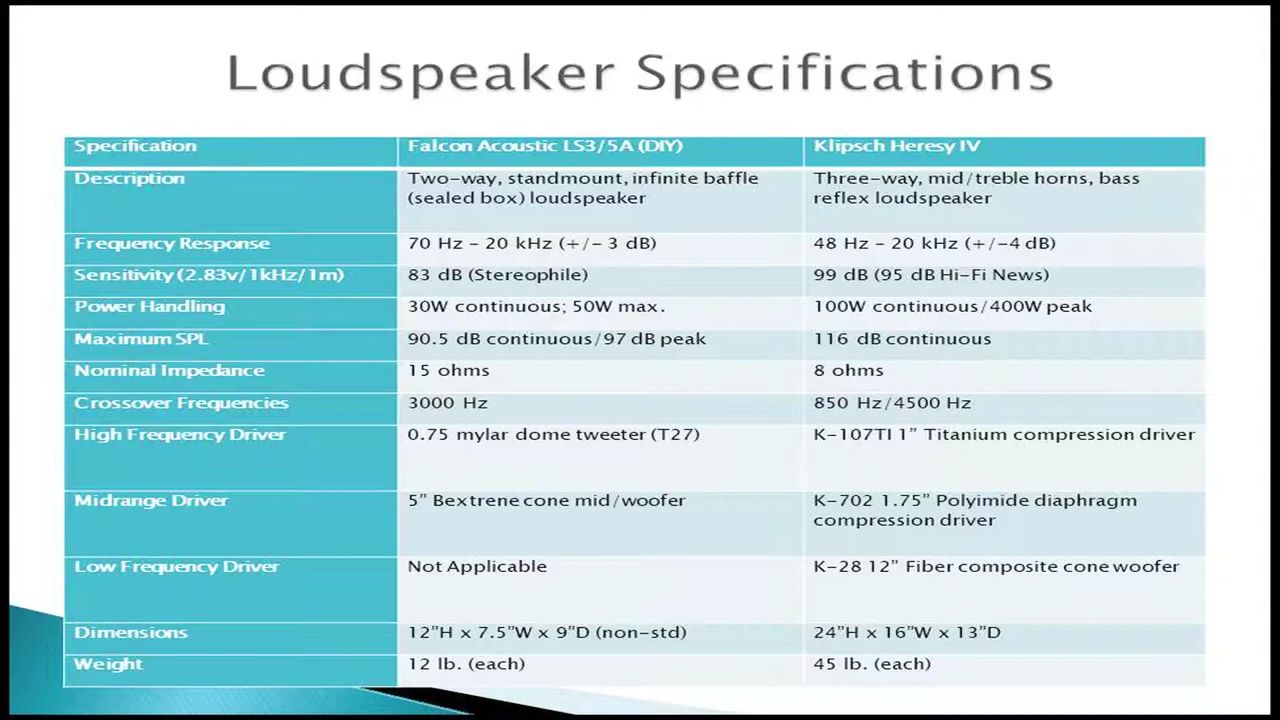 Loudspeaker Specifications
Specification Falcon Acoustic LS3/5A (DIY) Klipsch Heresy IV
Description Two-way, standmount, infinite baffle Three-way, mid/treble horns, bass
(sealed box) loudspeaker reflex loudspeaker
Frequency Response 70 Hz – 20 kHz (+/- 3 dB) 48 Hz – 20 kHz (+/-4 dB)
Sensitivity (2.83v/1kHz/1m) 83 dB (Stereophile) 99 dB (95 dB Hi-Fi News)
Power Handling 30W continuous; 50W max. 100W continuous/400W peak
Maximum SPL 90.5 dB continuous/97 dB peak 116 dB continuous
Nominal Impedance 15 ohms 8 ohms
Crossover Frequencies 3000 Hz 850 Hz/4500 Hz
High Frequency Driver 0.75 mylar dome tweeter (T27) K-107TI 1” Titanium compression driver
Midrange Driver 5” Bextrene cone mid/woofer K-702 1.75” Polyimide diaphragm
compression driver
Low Frequency Driver Not Applicable K-28 12” Fiber composite cone woofer
Dimensions 12”H x 7.5”W x 9”D (non-std) 24”H x 16”W x 13”D
Weight 12 lb. (each) 45 lb. (each)